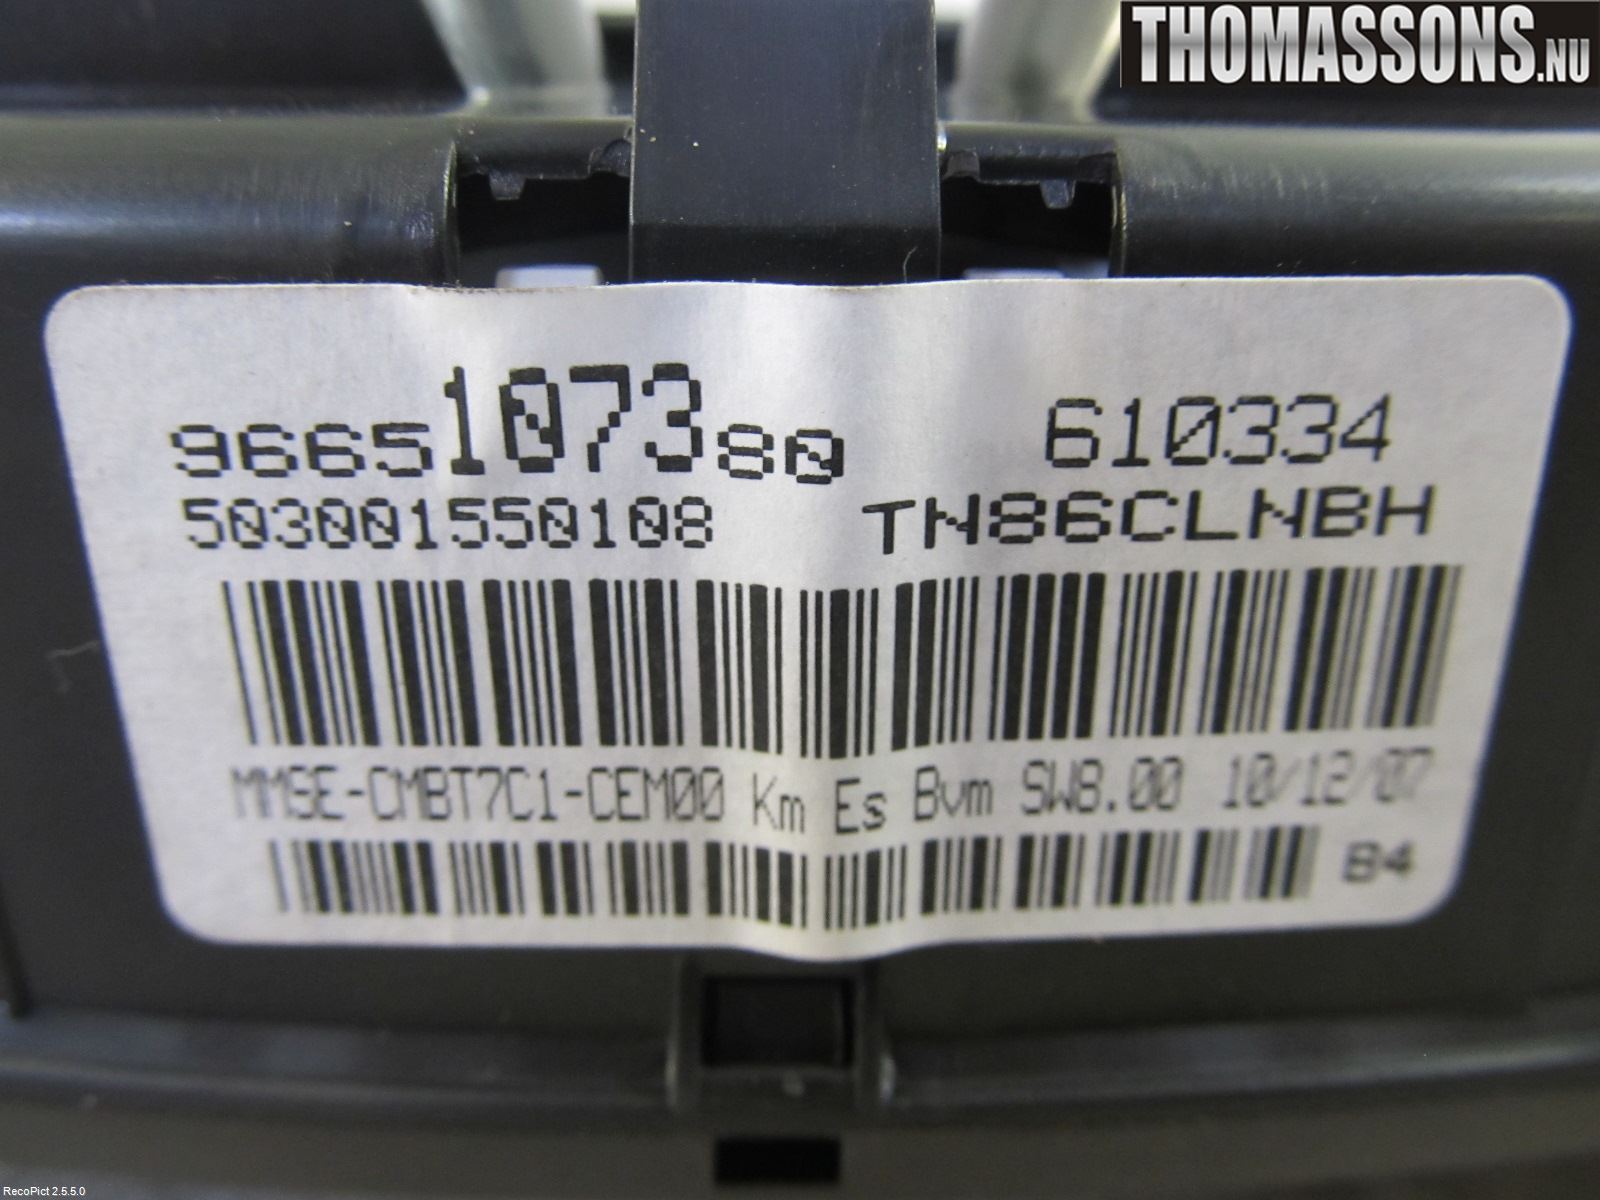 THOMASSONS.NU
9665107380 610334
503001550108 TN86CLNBH
MMSE-CMBT7C1-CEM00 Km Es Bvm SW8.00 10/12/07
B4
RecoPict 2.5.5.0